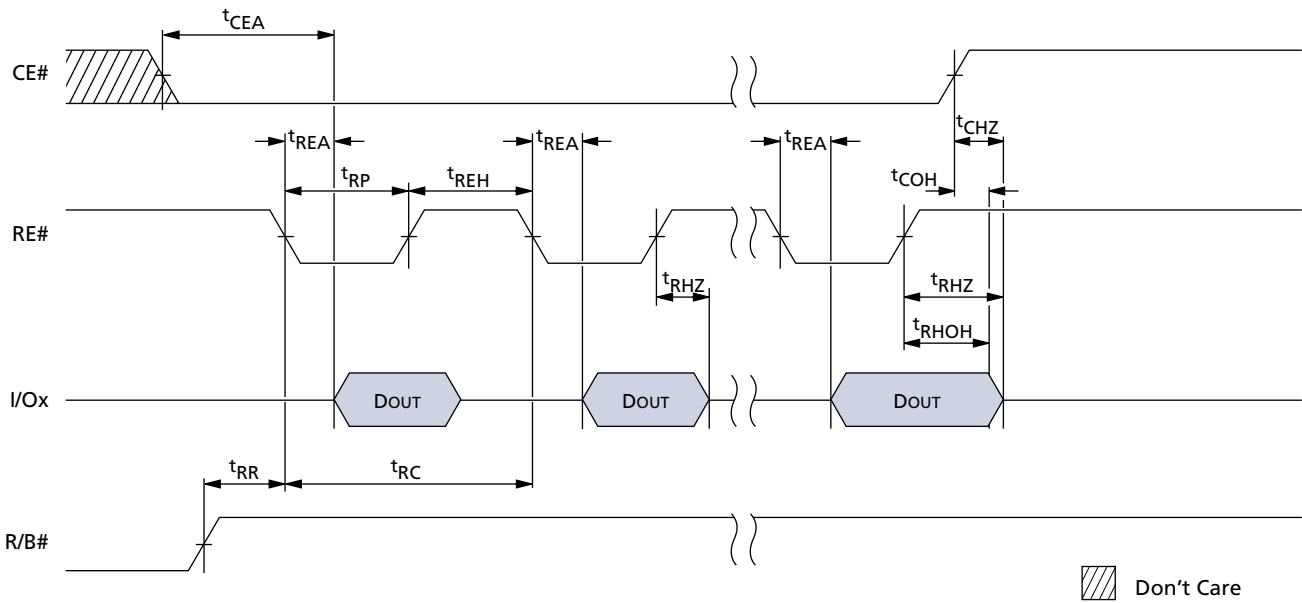 tCEA
CE#
tCHZ
tREA
tREA
tREA
tCOH
tRP
tREH
RE#
tRHZ
tRHZ
tRHOH
I/Ox
DOUT
DOUT
DOUT
tRR
tRC
R/B#
Don't Care